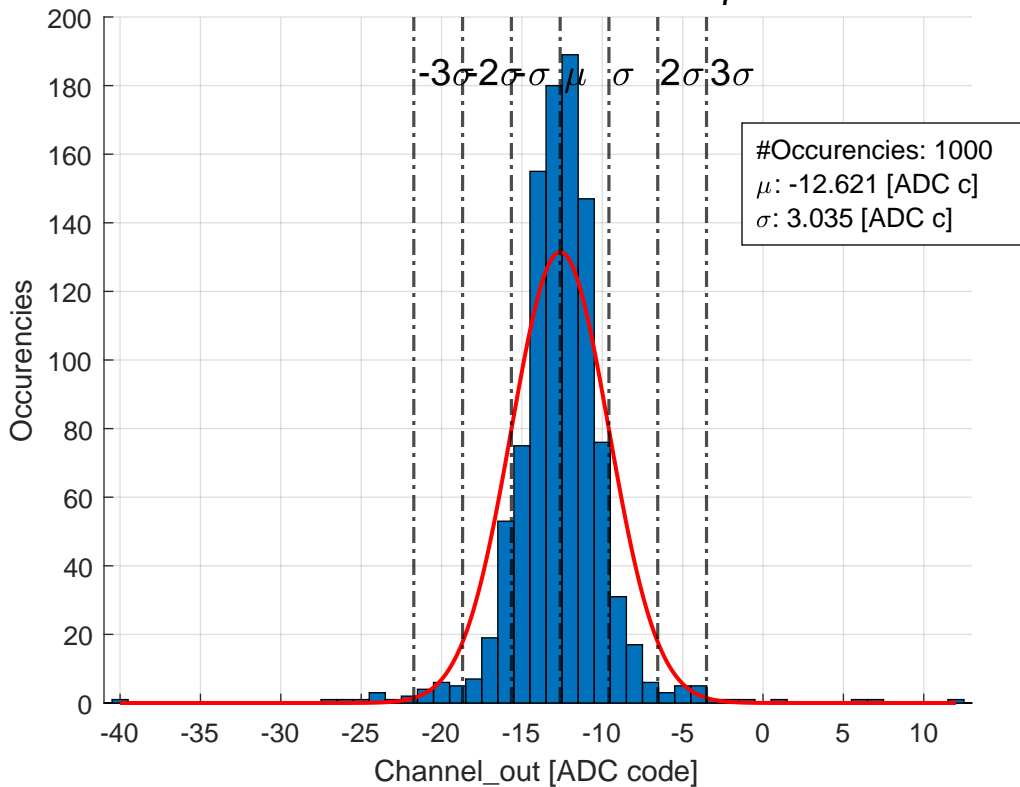 200
180
160
140
120
100
80
60
40
20
0
Occurencies
-3σ -2σ -σ μ σ 2σ 3σ
#Occurencies: 1000
μ: -12.621 [ADC c]
σ: 3.035 [ADC c]
-40 -35 -30 -25 -20 -15 -10 -5 0 5 10
Channel_out [ADC code]